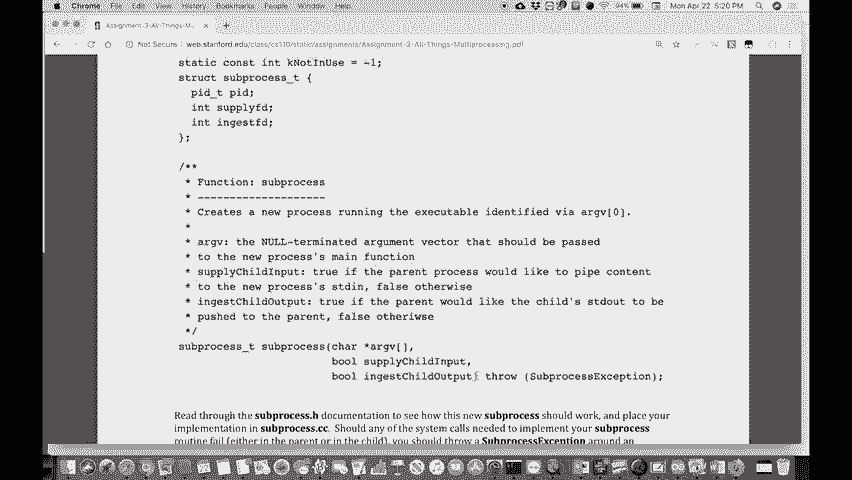 Chrome File Edit View History Bookmarks People Window Help
94% Mon Apr 22 5:20 PM
Assignment-3-All-Things-Mu
Not Secure web.stanford.edu/class/cs110/static/assignments/Assignment-3-All-Things-Multiprocessing.pdf
static const int kNotInUse = -1;
struct subprocess_t {
pid_t pid;
int supplyfd;
int ingestfd;
};
/**
* Function: subprocess
* --------------------
* Creates a new process running the executable identified via argv[0].
*
* argv: the NULL-terminated argument vector that should be passed
* to the new process's main function
* supplyChildInput: true if the parent process would like to pipe content
* to the new process's stdin, false otherwise
* ingestChildOutput: true if the parent would like the child's stdout to be
* pushed to the parent, false otheriwse
*/
subprocess_t subprocess(char *argv[],
bool supplyChildInput,
bool ingestChildOutput) throw (SubprocessException);
Read through the subprocess.h documentation to see how this new subprocess should work, and place your
implementation in subprocess.cc. Should any of the system calls needed to implement your subprocess
routine fail (either in the parent or in the child), you should throw a SubprocessException around an